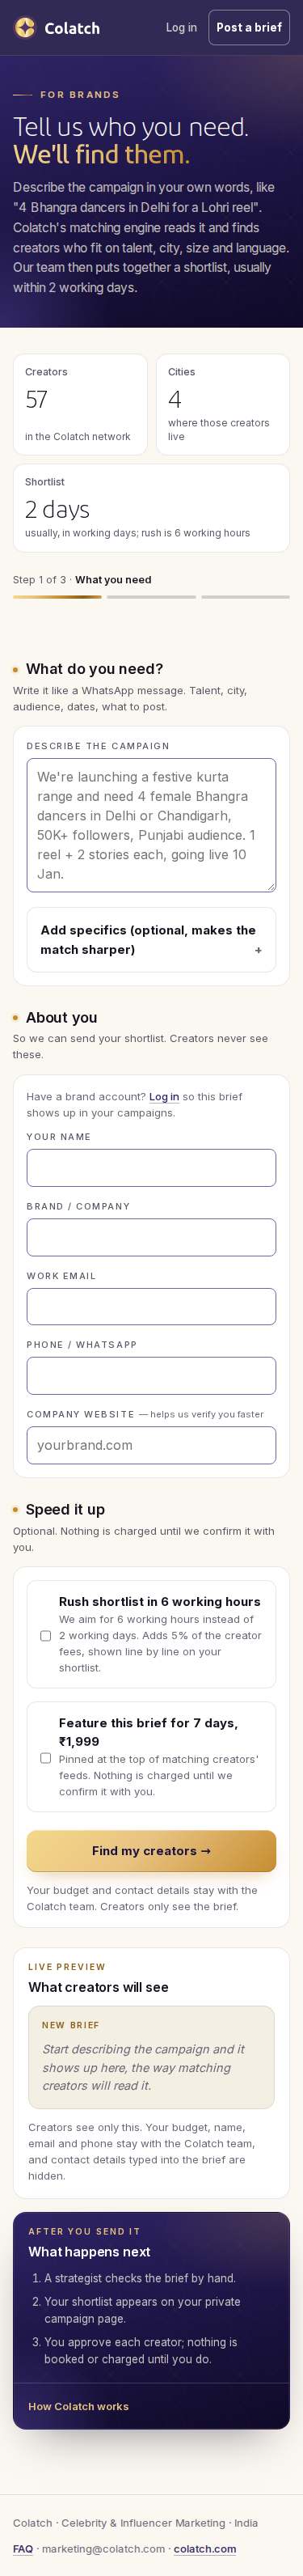 Colatch
Log in
Post a brief
FOR BRANDS
Tell us who you need.
We'll find them.
Describe the campaign in your own words, like
"4 Bhangra dancers in Delhi for a Lohri reel".
Colatch's matching engine reads it and finds
creators who fit on talent, city, size and language.
Our team then puts together a shortlist, usually
within 2 working days.
Creators
57
in the Colatch network
Cities
4
where those creators
live
Shortlist
2 days
usually, in working days; rush is 6 working hours
Step 1 of 3 · What you need
What do you need?
Write it like a WhatsApp message. Talent, city,
audience, dates, what to post.
DESCRIBE THE CAMPAIGN
We're launching a festive kurta
range and need 4 female Bhangra
dancers in Delhi or Chandigarh,
50K+ followers, Punjabi audience. 1
reel + 2 stories each, going live 10
Jan.
Add specifics (optional, makes the
match sharper) +
About you
So we can send your shortlist. Creators never see
these.
Have a brand account? Log in so this brief
shows up in your campaigns.
YOUR NAME
BRAND / COMPANY
WORK EMAIL
PHONE / WHATSAPP
COMPANY WEBSITE — helps us verify you faster
yourbrand.com
Speed it up
Optional. Nothing is charged until we confirm it with
you.
Rush shortlist in 6 working hours
We aim for 6 working hours instead of
2 working days. Adds 5% of the creator
fees, shown line by line on your
shortlist.
Feature this brief for 7 days,
₹1,999
Pinned at the top of matching creators'
feeds. Nothing is charged until we
confirm it with you.
Find my creators →
Your budget and contact details stay with the
Colatch team. Creators only see the brief.
LIVE PREVIEW
What creators will see
NEW BRIEF
Start describing the campaign and it
shows up here, the way matching
creators will read it.
Creators see only this. Your budget, name,
email and phone stay with the Colatch team,
and contact details typed into the brief are
hidden.
AFTER YOU SEND IT
What happens next
1. A strategist checks the brief by hand.
2. Your shortlist appears on your private
campaign page.
3. You approve each creator; nothing is
booked or charged until you do.
How Colatch works
Colatch · Celebrity & Influencer Marketing · India
FAQ · marketing@colatch.com · colatch.com